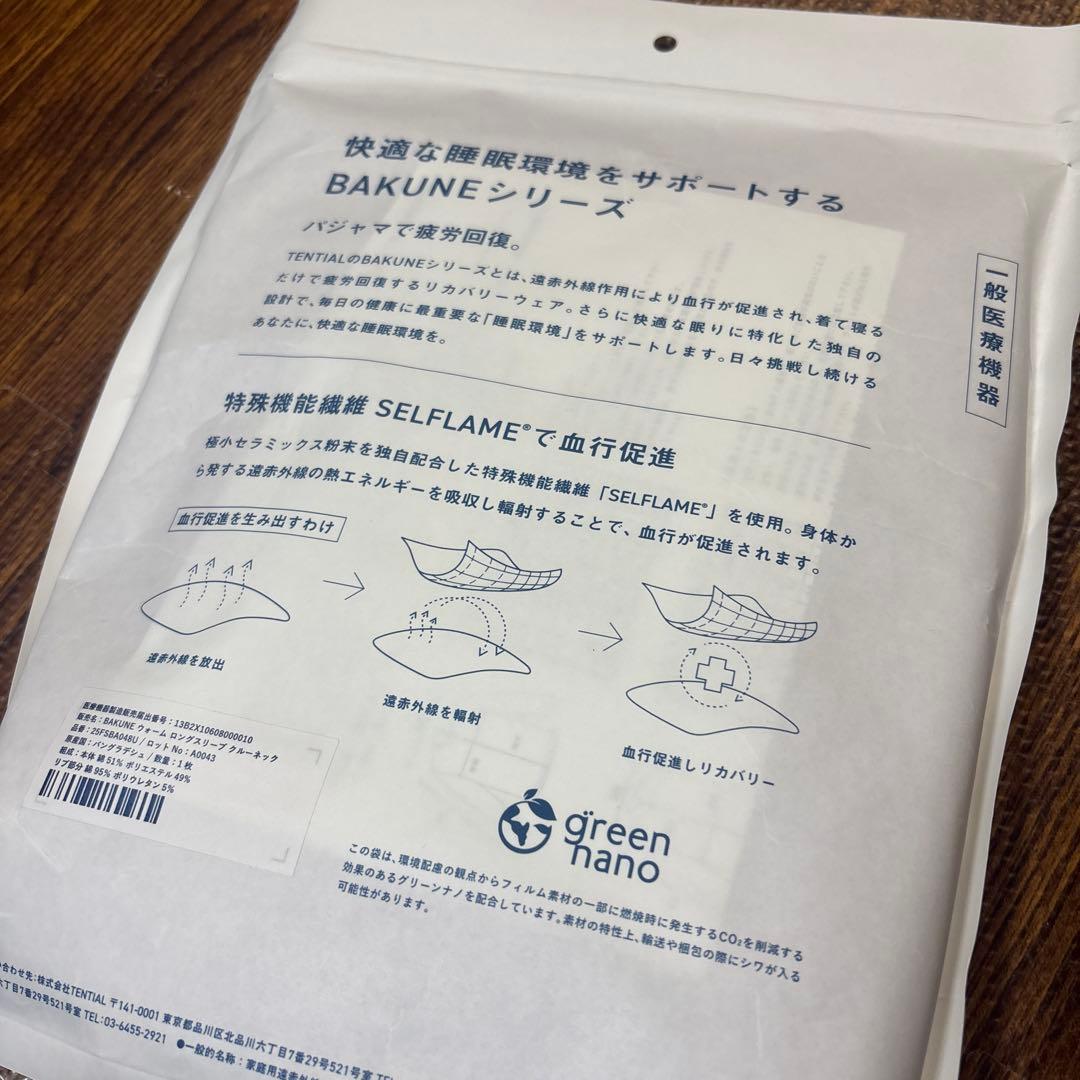 快適な睡眠環境をサポートする
BAKUNEシリーズ
パジャマで疲労回復。
TENTIALのBAKUNEシリーズとは、遠赤外線作用により血行が促進され、着て寝る
だけで疲労回復するリカバリーウェア。さらに快適な眠りに特化した独自の
設計で、毎日の健康に最重要な「睡眠環境」をサポートします。日々挑戦し続ける
あなたに、快適な睡眠環境を。
一般医療機器
特殊機能繊維 SELFLAME®で血行促進
極小セラミックス粉末を独自配合した特殊機能繊維「SELFLAME®」を使用。身体か
ら発する遠赤外線の熱エネルギーを吸収し輻射することで、血行が促進されます。
血行促進を生み出すわけ
遠赤外線を放出
遠赤外線を輻射
血行促進しリカバリー
医療機器製造販売届出番号：13B2X10608000010
販売名：BAKUNE ウォーム ロングスリーブ クルーネック
品番：25FSBA048U / ロット No：A0043
原産国：バングラデシュ / 数量：1枚
組成：本体 綿 51% ポリエステル 49%
リブ部分 綿 95% ポリウレタン 5%
green
nano
この袋は、環境配慮の観点からフィルム素材の一部に燃焼時に発生するCO₂を削減する
効果のあるグリーンナノを配合しています。素材の特性上、輸送や梱包の際にシワが入る
可能性があります。
い合わせ先：株式会社TENTIAL 〒141-0001 東京都品川区北品川六丁目7番29号521号室 TEL
六丁目7番29号521号室 TEL：03-6455-2921 ●一般的名称：家庭用遠赤外